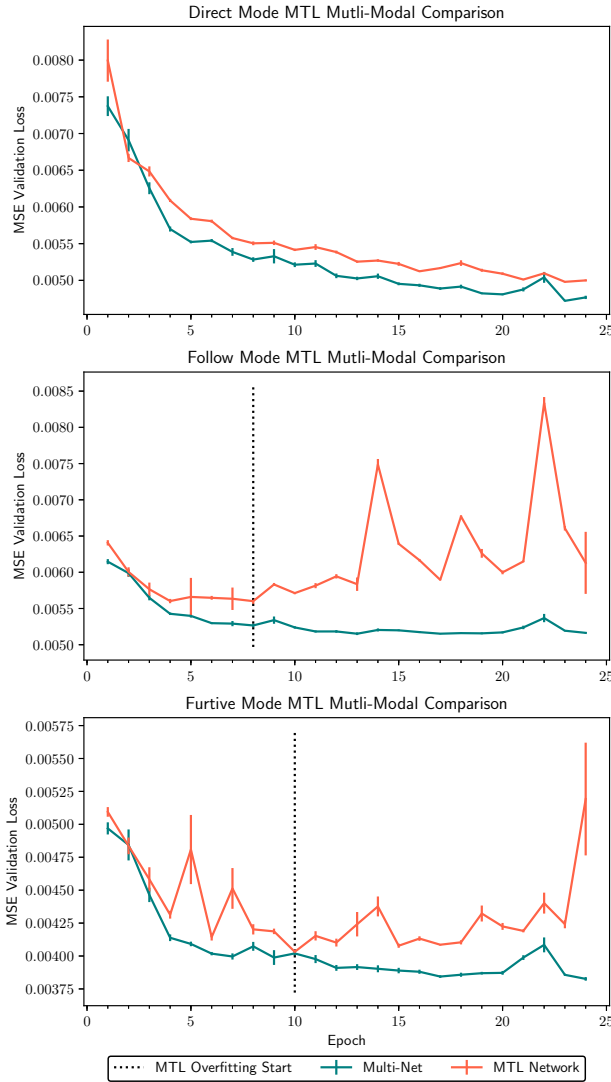 Direct Mode MTL Mutli-Modal Comparison
MSE Validation Loss
0.0080
0.0075
0.0070
0.0065
0.0060
0.0055
0.0050
0 5 10 15 20 25
Follow Mode MTL Mutli-Modal Comparison
MSE Validation Loss
0.0085
0.0080
0.0075
0.0070
0.0065
0.0060
0.0055
0.0050
0 5 10 15 20 25
Furtive Mode MTL Mutli-Modal Comparison
MSE Validation Loss
0.00575
0.00550
0.00525
0.00500
0.00475
0.00450
0.00425
0.00400
0.00375
0 5 10 15 20 25
Epoch
MTL Overfitting Start Multi-Net MTL Network